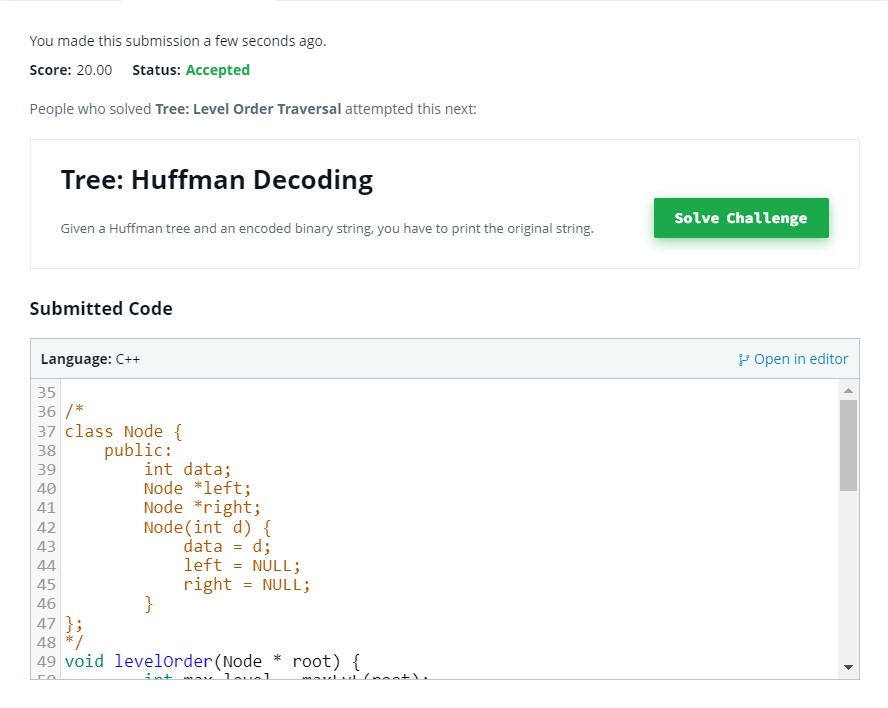 You made this submission a few seconds ago.
Score: 20.00 Status: Accepted
People who solved Tree: Level Order Traversal attempted this next:
Tree: Huffman Decoding
Given a Huffman tree and an encoded binary string, you have to print the original string.
Solve Challenge
Submitted Code
Language: C++
Open in editor
35
36 /*
37 class Node {
38     public:
39         int data;
40         Node *left;
41         Node *right;
42         Node(int d) {
43             data = d;
44             left = NULL;
45             right = NULL;
46         }
47 };
48 */
49 void levelOrder(Node * root) {